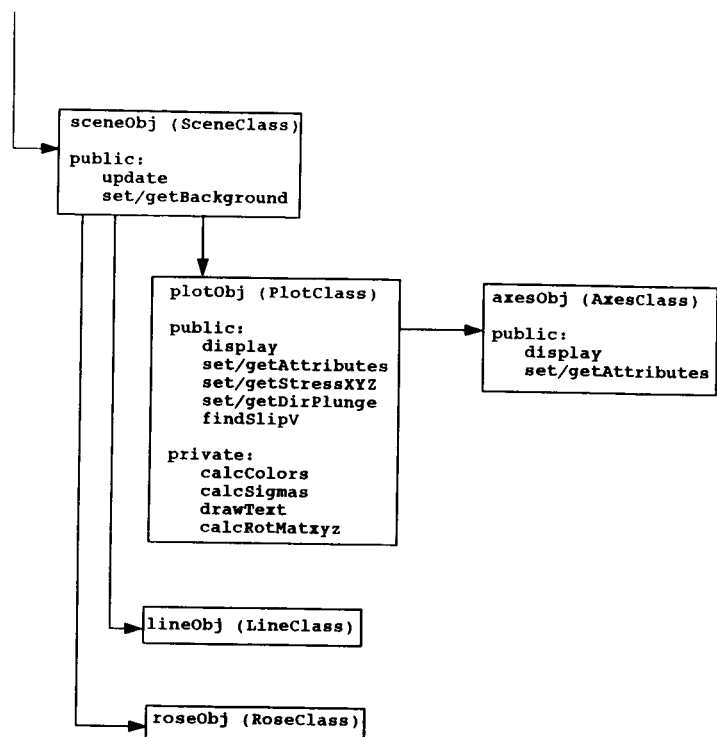 sceneObj (SceneClass)
public:
update
set/getBackground
plotObj (PlotClass)
public:
display
set/getAttributes
set/getStressXYZ
set/getDirPlunge
findSlipV
private:
calcColors
calcSigmas
drawText
calcRotMatxyz
axesObj (AxesClass)
public:
display
set/getAttributes
lineObj (LineClass)
roseObj (RoseClass)